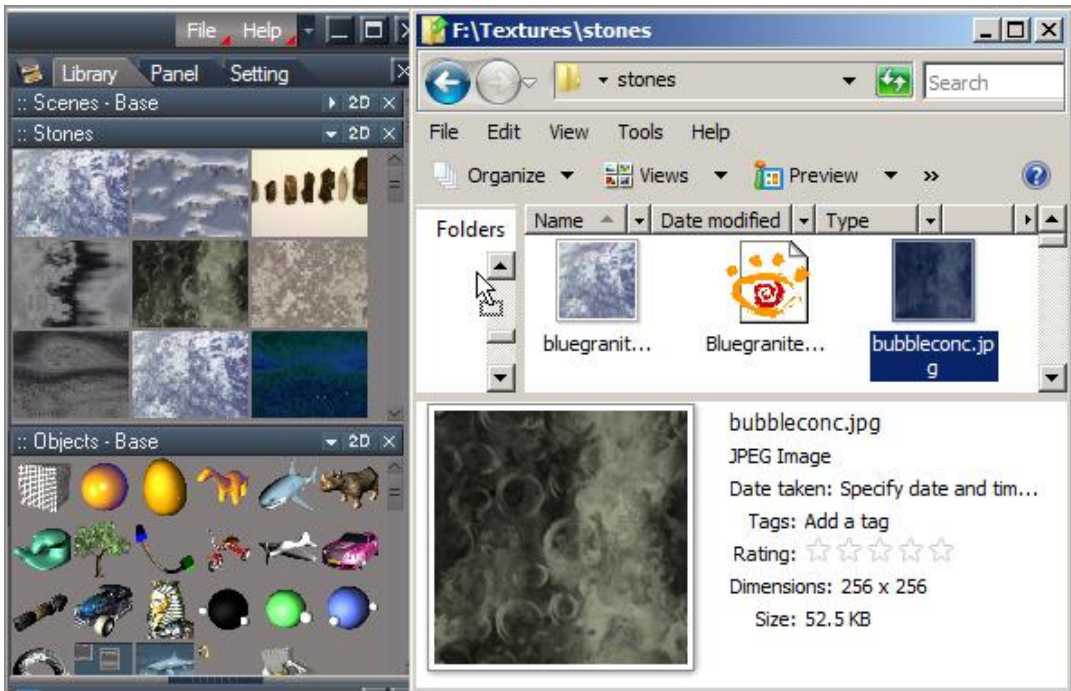 File Help
Library Panel Setting
:: Scenes - Base 2D
:: Stones 2D
:: Objects - Base 2D
F:\Textures\stones
stones Search
File Edit View Tools Help
Organize Views Preview »
Folders Name Date modified Type
bluegranit... Bluegranite... bubbleconc.jp
g
bubbleconc.jpg
JPEG Image
Date taken: Specify date and tim...
Tags: Add a tag
Rating:
Dimensions: 256 x 256
Size: 52.5 KB